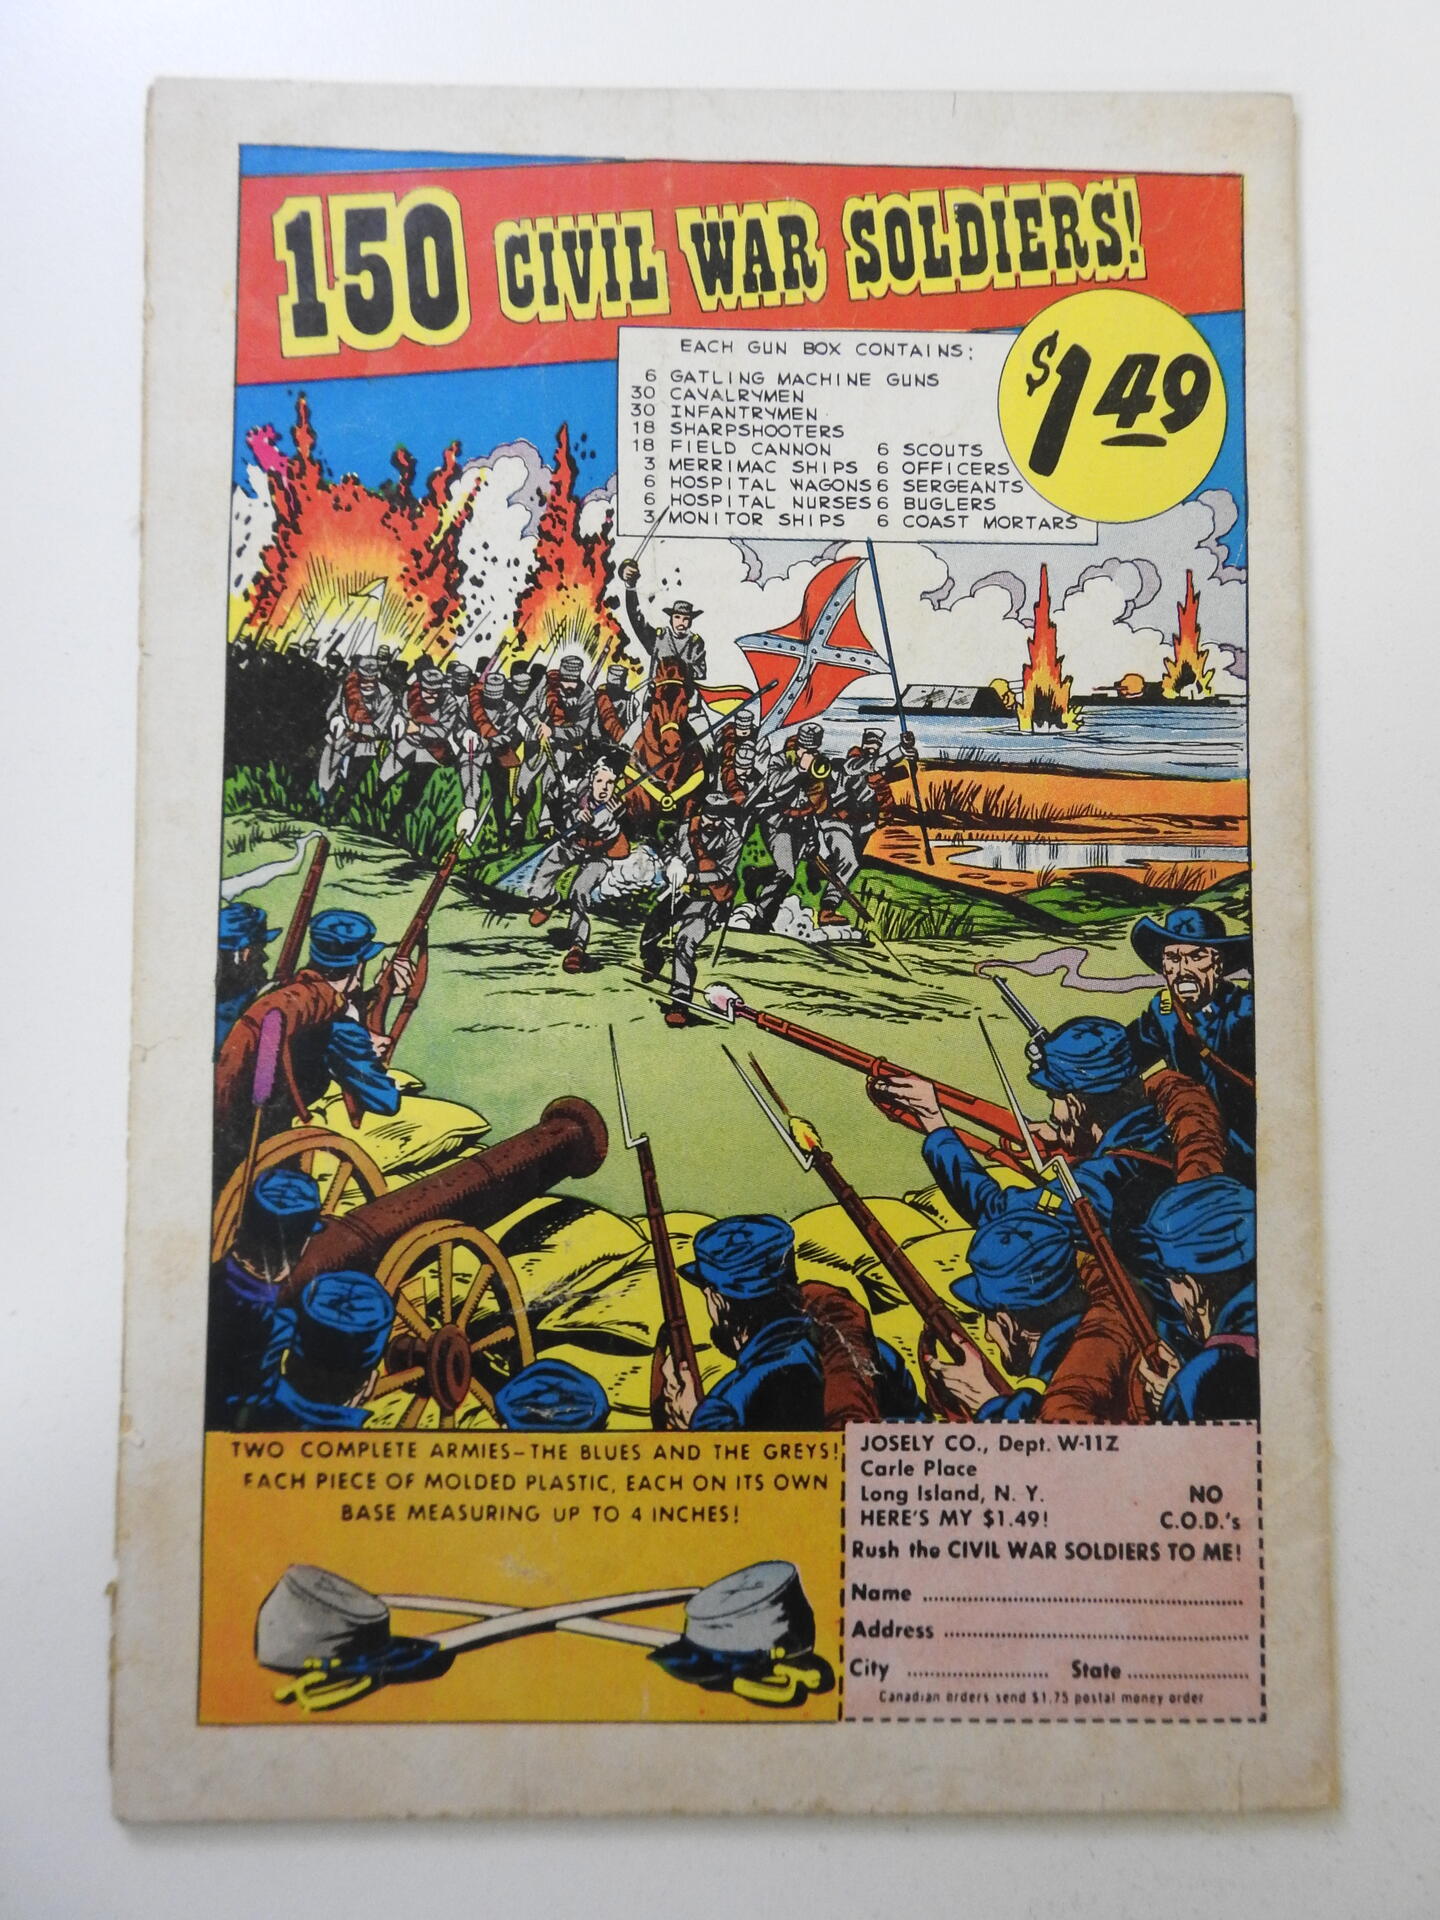 150 CIVIL WAR SOLDIERS!
$1.49
EACH GUN BOX CONTAINS:
6 GATLING MACHINE GUNS
30 CAVALRYMEN
30 INFANTRYMEN
18 SHARPSHOOTERS
18 FIELD CANNON 6 SCOUTS
3 MERRIMAC SHIPS 6 OFFICERS
6 HOSPITAL WAGONS 6 SERGEANTS
6 HOSPITAL NURSES 6 BUGLERS
3 MONITOR SHIPS 6 COAST MORTARS
TWO COMPLETE ARMIES-THE BLUES AND THE GREYS!
EACH PIECE OF MOLDED PLASTIC, EACH ON ITS OWN
BASE MEASURING UP TO 4 INCHES!
JOSELY CO., Dept. W-11Z
Carle Place
Long Island, N. Y. NO
HERE'S MY $1.49! C.O.D.'s
Rush the CIVIL WAR SOLDIERS TO ME!
Name
Address
City State
Canadian orders send $1.75 postal money order